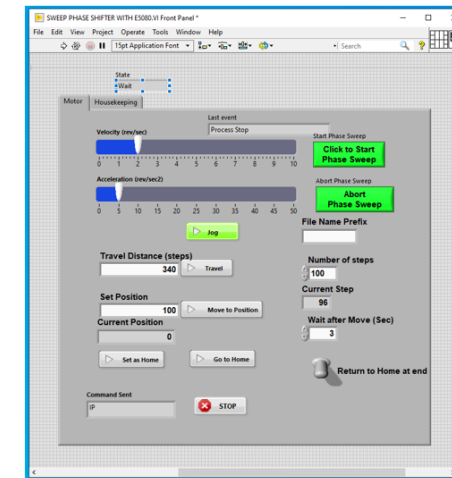 SWEEP PHASE SHIFTER WITH E5080.VI Front Panel *
File Edit View Project Operate Tools Window Help
15pt Application Font Search
State
Wait
Motor Housekeeping
Last event
Process Stop
Velocity (rev/sec)
0 1 2 3 4 5 6 7 8 9 10
Start Phase Sweep
Click to Start
Phase Sweep
Acceleration (rev/sec2)
0 5 10 15 20 25 30 35 40 45 50
Abort Phase Sweep
Abort
Phase Sweep
Jog
File Name Prefix
Travel Distance (steps)
340 Travel
Number of steps
100
Current Step
96
Set Position
100 Move to Position
Current Position
0
Wait after Move (Sec)
3
Set as Home Go to Home
Return to Home at end
Command Sent
IP
STOP